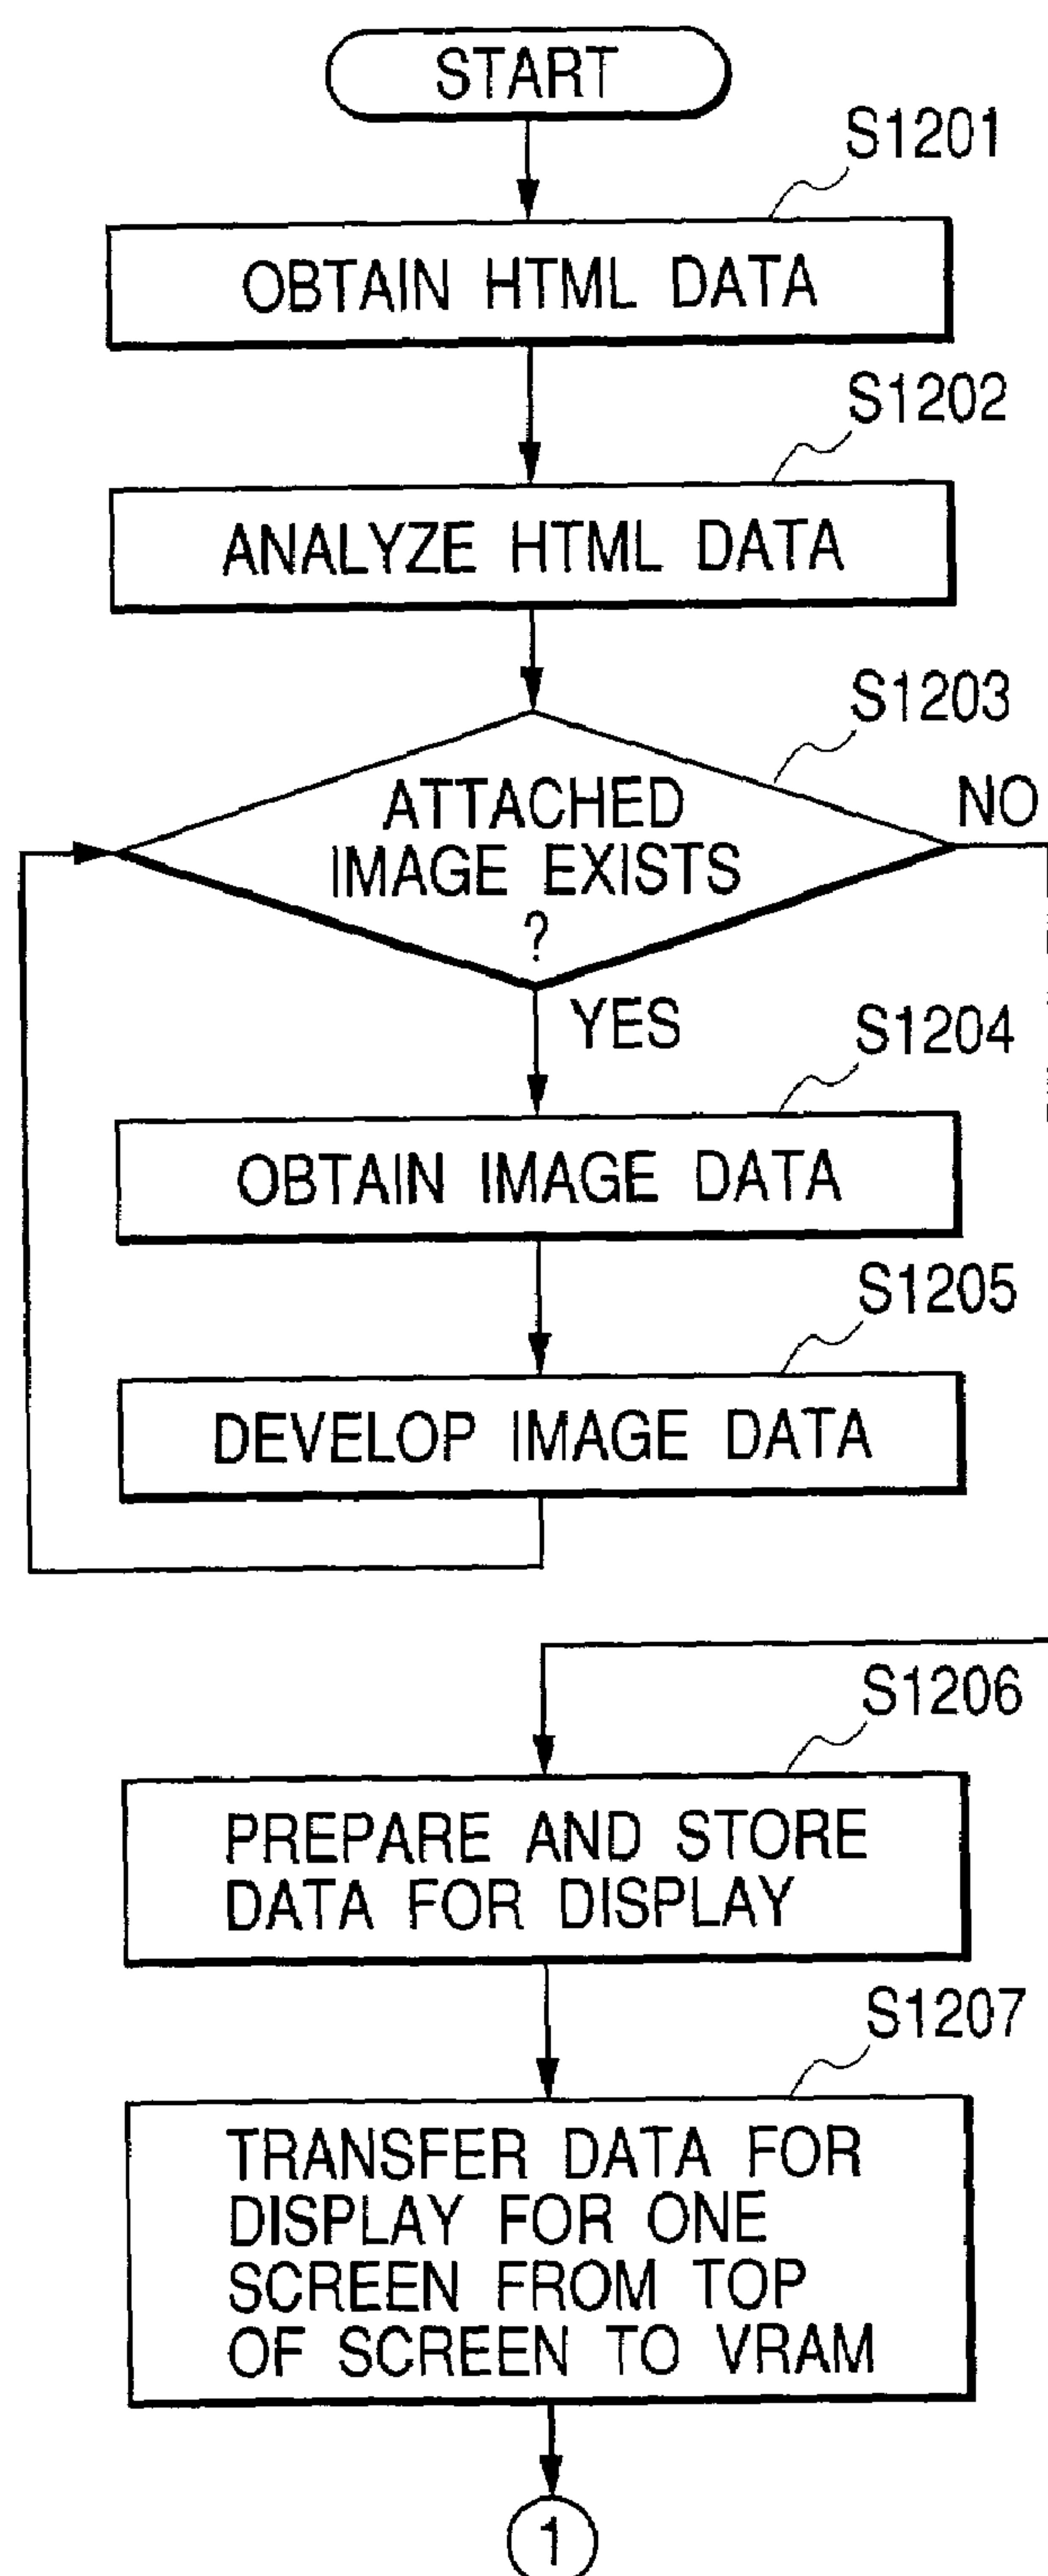 START
S1201
OBTAIN HTML DATA
S1202
ANALYZE HTML DATA
S1203
ATTACHED
IMAGE EXISTS
?
NO
YES
S1204
OBTAIN IMAGE DATA
S1205
DEVELOP IMAGE DATA
S1206
PREPARE AND STORE
DATA FOR DISPLAY
S1207
TRANSFER DATA FOR
DISPLAY FOR ONE
SCREEN FROM TOP
OF SCREEN TO VRAM
1